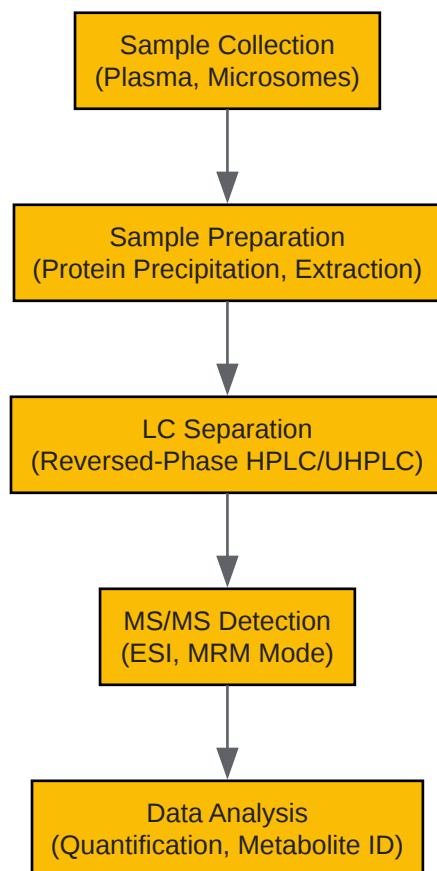 Sample Collection
(Plasma, Microsomes)
Sample Preparation
(Protein Precipitation, Extraction)
LC Separation
(Reversed-Phase HPLC/UHPLC)
MS/MS Detection
(ESI, MRM Mode)
Data Analysis
(Quantification, Metabolite ID)